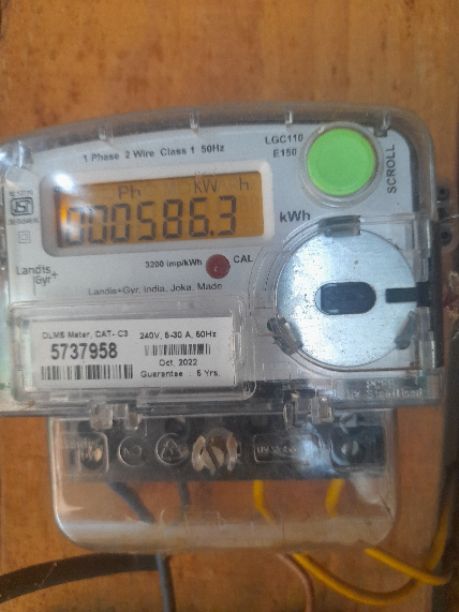 1 Phase 2 Wire Class 1 50Hz
LGC110
E150
SCROLL
Ph kW h
000586.3
kWh
3200 imp/kWh
CAL
Landis
Gyr+
Landis+Gyr, India, Joka, Made
DLMS Meter, CAT- C3
5737958
240V, 5-30 A, 50Hz
Oct. 2022
Guarantee : 5 Yrs.